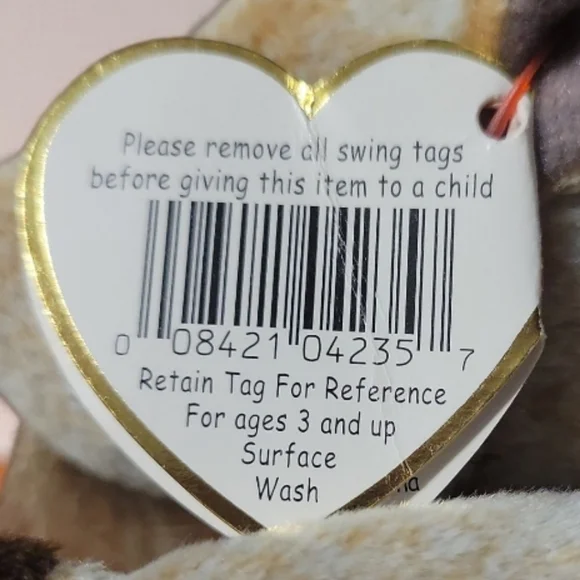 Please remove all swing tags
before giving this item to a child
0 08421 04235 7
Retain Tag For Reference
For ages 3 and up
Surface
Wash